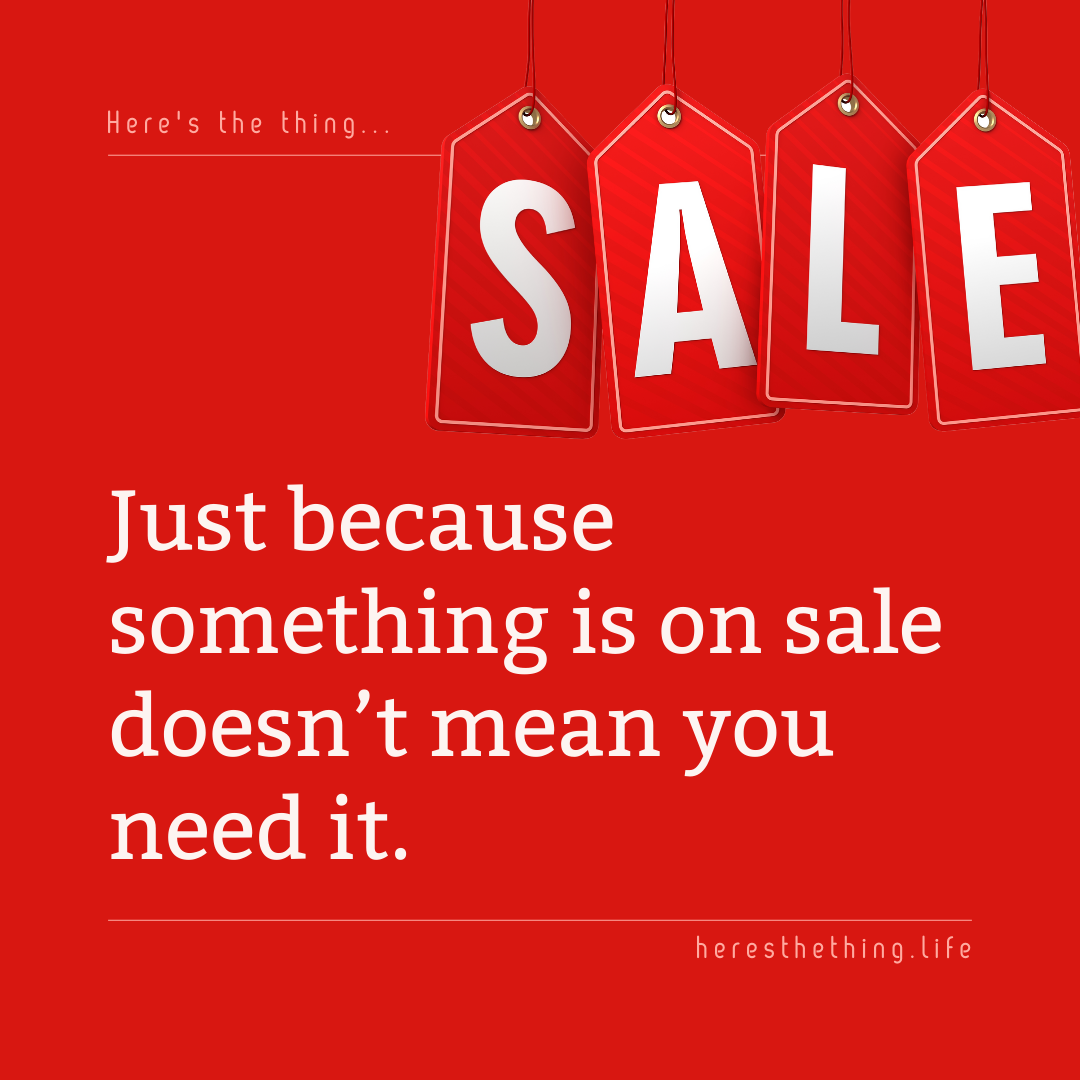 Here's the thing...
SALE
Just because
something is on sale
doesn’t mean you
need it.
heresthething.life